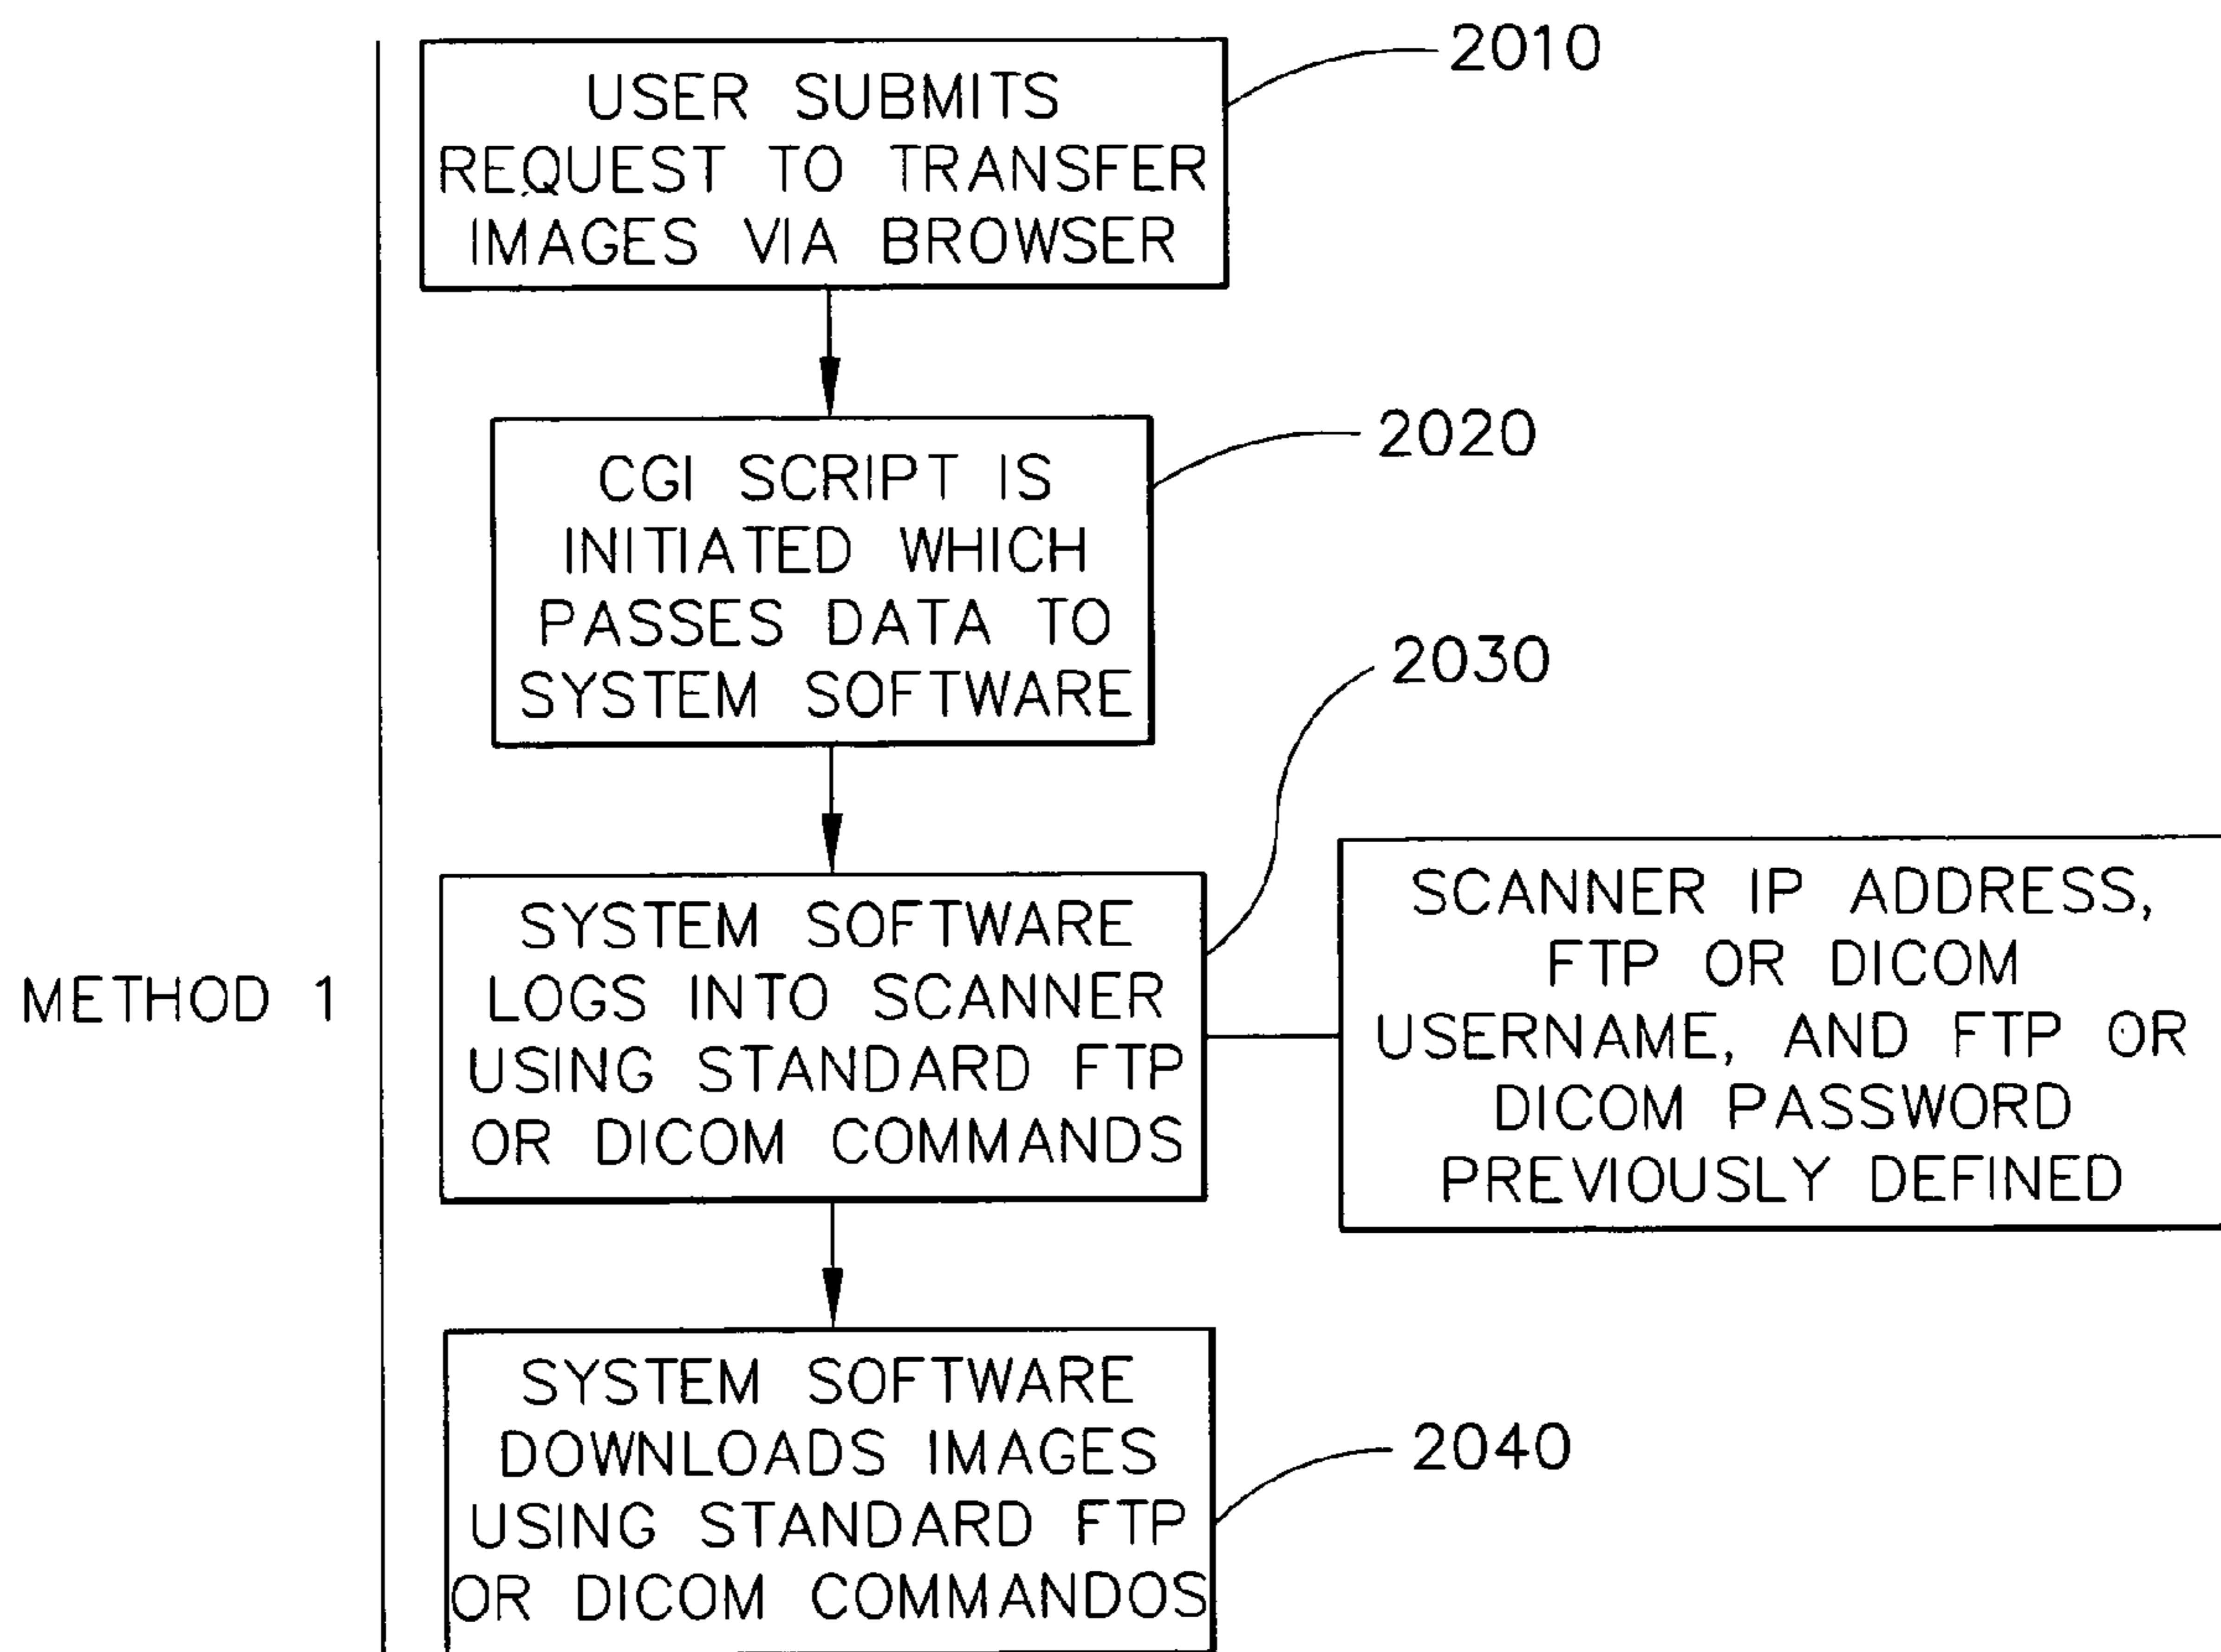 2010
USER SUBMITS
REQUEST TO TRANSFER
IMAGES VIA BROWSER
2020
CGI SCRIPT IS
INITIATED WHICH
PASSES DATA TO
SYSTEM SOFTWARE
2030
METHOD 1
SYSTEM SOFTWARE
LOGS INTO SCANNER
USING STANDARD FTP
OR DICOM COMMANDS
SCANNER IP ADDRESS,
FTP OR DICOM
USERNAME, AND FTP OR
DICOM PASSWORD
PREVIOUSLY DEFINED
SYSTEM SOFTWARE
DOWNLOADS IMAGES
USING STANDARD FTP
OR DICOM COMMANDOS
2040